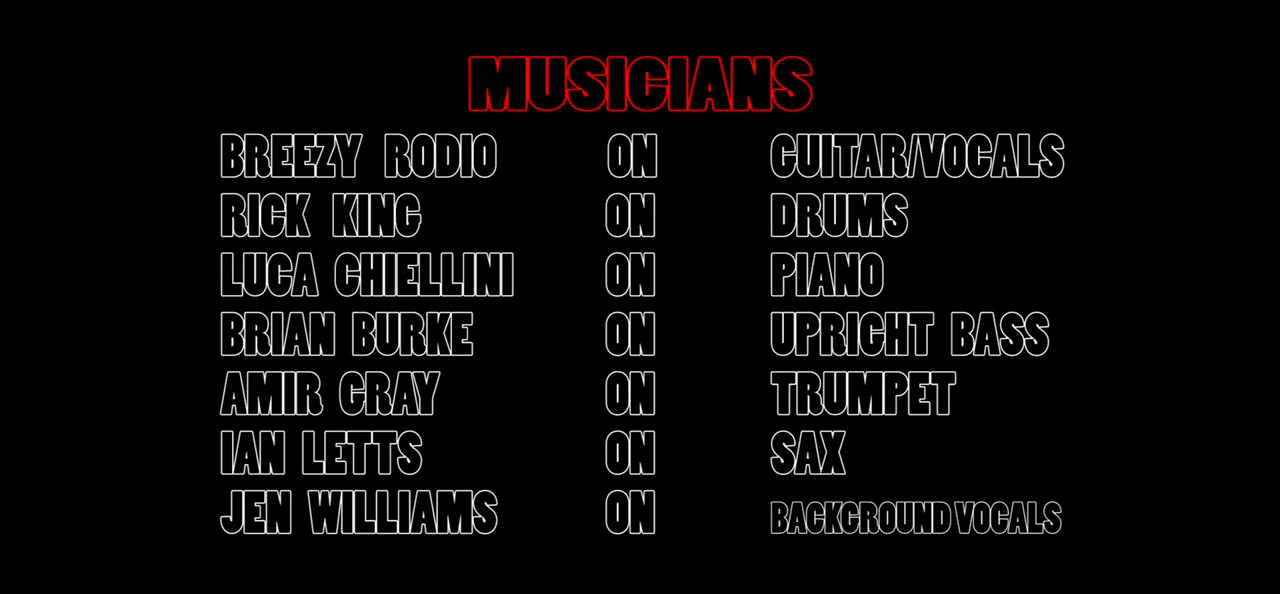 MUSICIANS
BREEZY RODIO ON GUITAR/VOCALS
RICK KING ON DRUMS
LUCA CHIELLINI ON PIANO
BRIAN BURKE ON UPRIGHT BASS
AMIR GRAY ON TRUMPET
IAN LETTS ON SAX
JEN WILLIAMS ON BACKGROUND VOCALS